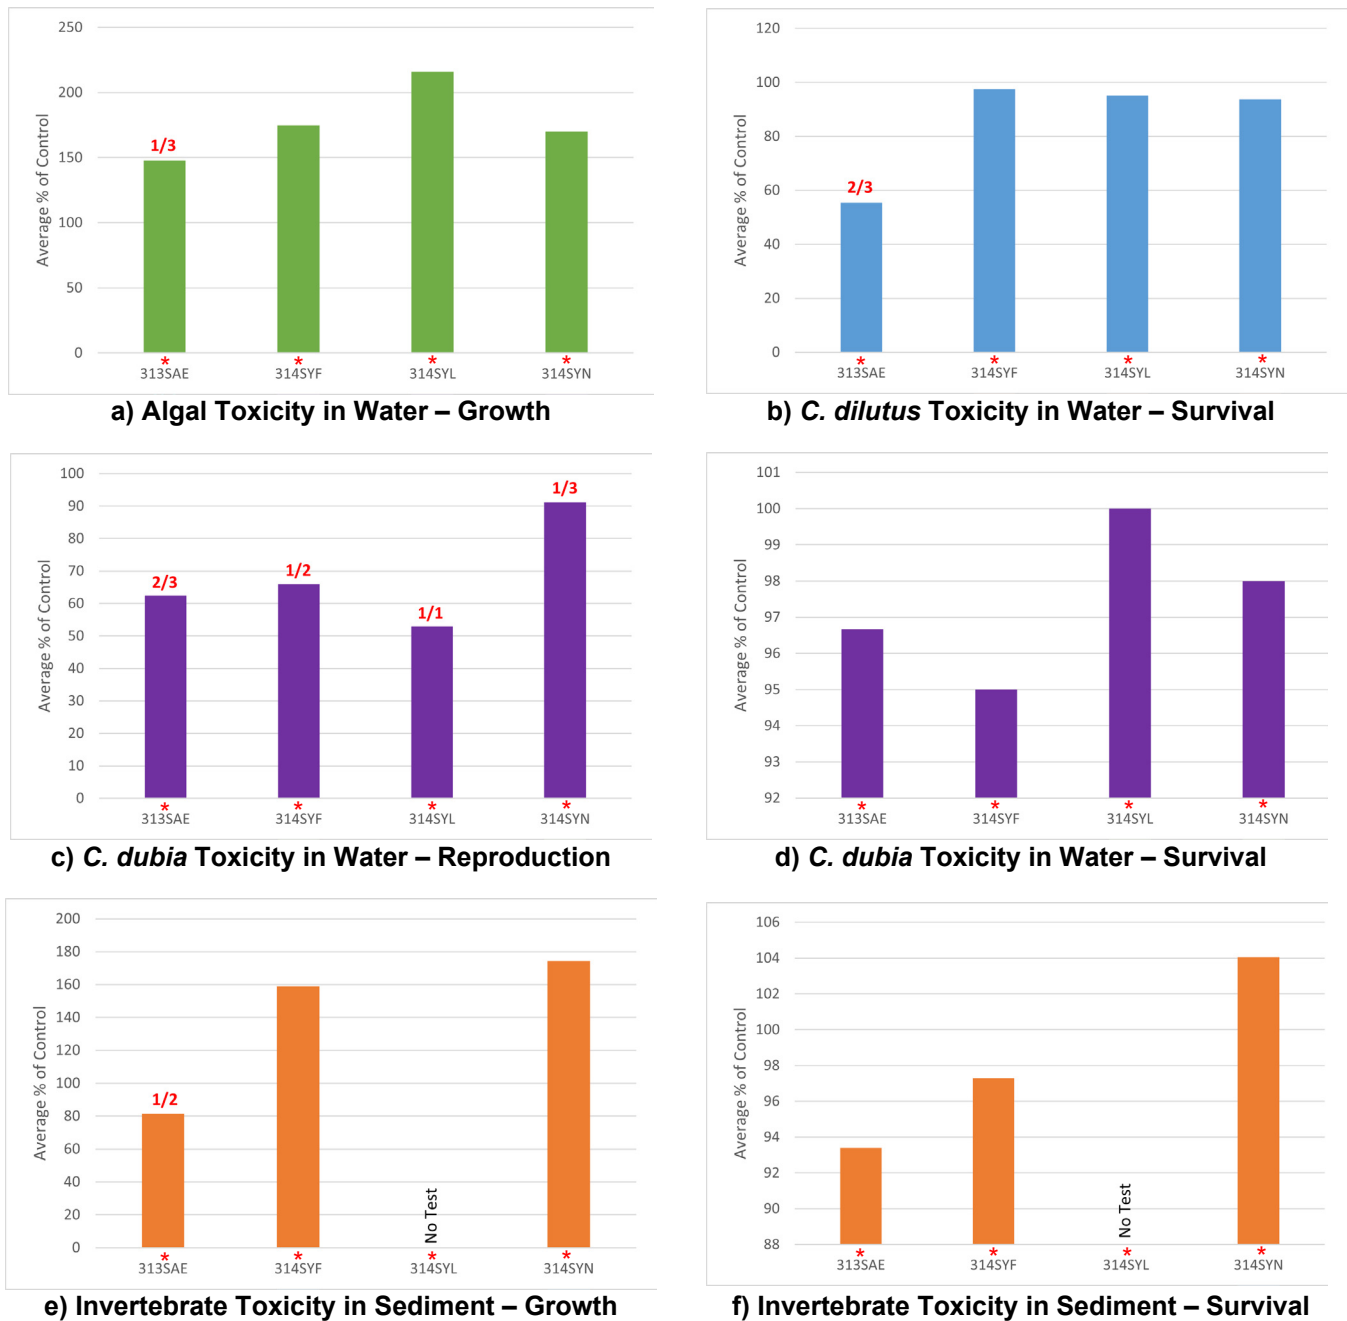 250
200
150
100
50
0
Average % of Control
1/3
* * * *
313SAE 314SYF 314SYL 314SYN
a) Algal Toxicity in Water – Growth
120
100
80
60
40
20
0
Average % of Control
2/3
* * * *
313SAE 314SYF 314SYL 314SYN
b) C. dilutus Toxicity in Water – Survival
100
90
80
70
60
50
40
30
20
10
0
Average % of Control
2/3 1/2 1/1 1/3
* * * *
313SAE 314SYF 314SYL 314SYN
c) C. dubia Toxicity in Water – Reproduction
101
100
99
98
97
96
95
94
93
92
Average % of Control
* * * *
313SAE 314SYF 314SYL 314SYN
d) C. dubia Toxicity in Water – Survival
200
180
160
140
120
100
80
60
40
20
0
Average % of Control
1/2
No Test
* * * *
313SAE 314SYF 314SYL 314SYN
e) Invertebrate Toxicity in Sediment – Growth
106
104
102
100
98
96
94
92
90
88
Average % of Control
No Test
* * * *
313SAE 314SYF 314SYL 314SYN
f) Invertebrate Toxicity in Sediment – Survival